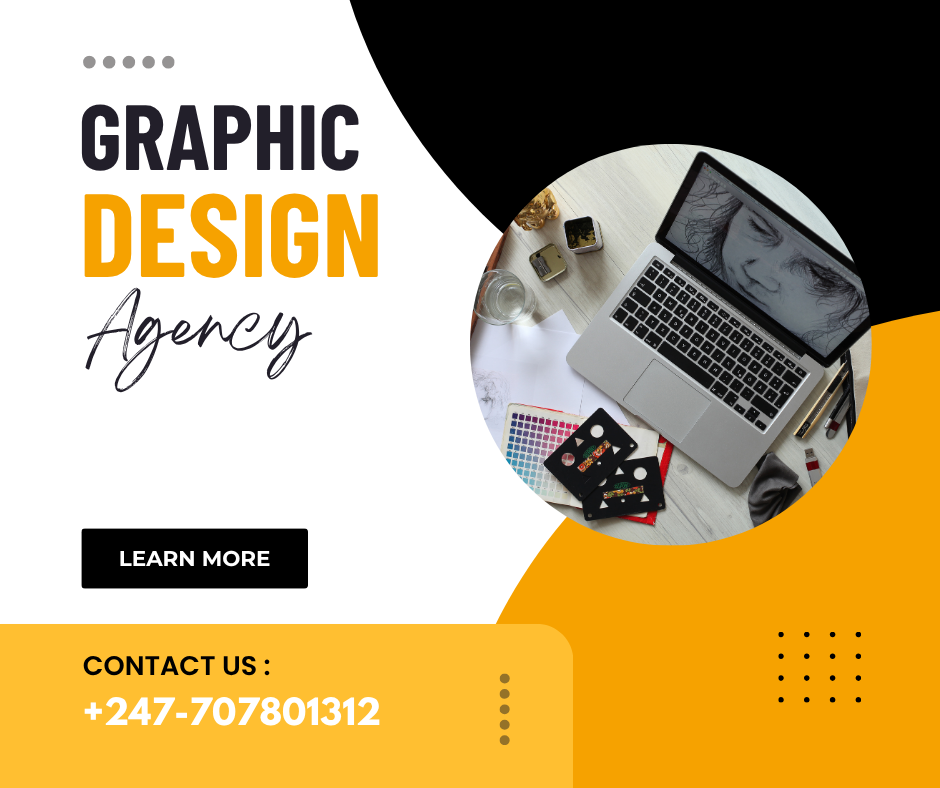 GRAPHIC
DESIGN
Agency
LEARN MORE
CONTACT US :
+247-707801312